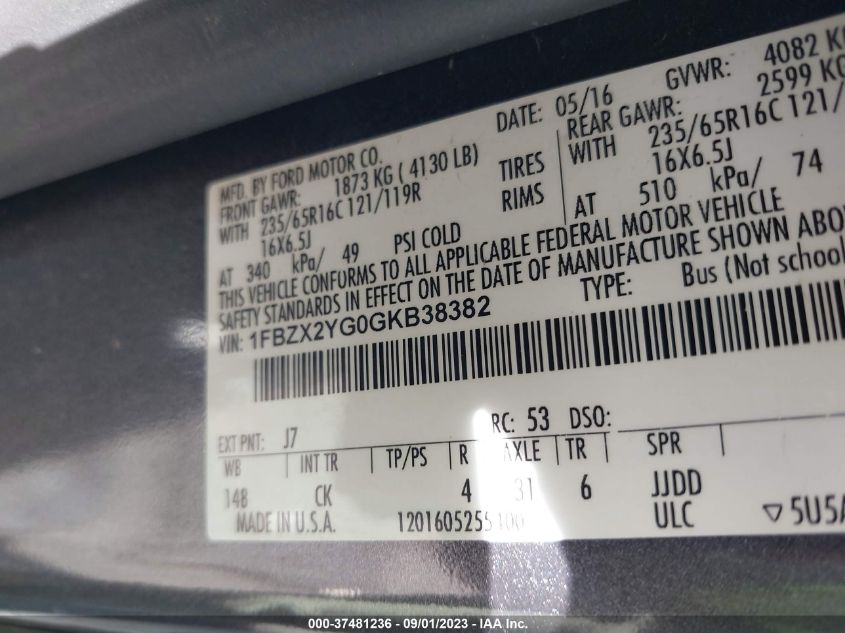 MFD. BY FORD MOTOR CO. DATE: 05/16 GVWR: 4082 KG
FRONT GAWR: 1873 KG ( 4130 LB) REAR GAWR: 2599 KG
WITH 235/65R16C 121/119R TIRES WITH 235/65R16C 121/
16X6.5J RIMS 16X6.5J
AT 340 kPa/ 49 PSI COLD AT 510 kPa/ 74
THIS VEHICLE CONFORMS TO ALL APPLICABLE FEDERAL MOTOR VEHICLE
SAFETY STANDARDS IN EFFECT ON THE DATE OF MANUFACTURE SHOWN ABO
VIN: 1FBZX2YG0GKB38382 TYPE: Bus (Not school
EXT PNT: J7 RC: 53 DSO:
WB INT TR TP/PS R AXLE TR SPR
148 CK 4 31 6 JJDD
MADE IN U.S.A. 1201605255100 ULC ▽5U5A
000-37481236 - 09/01/2023 - IAA Inc.